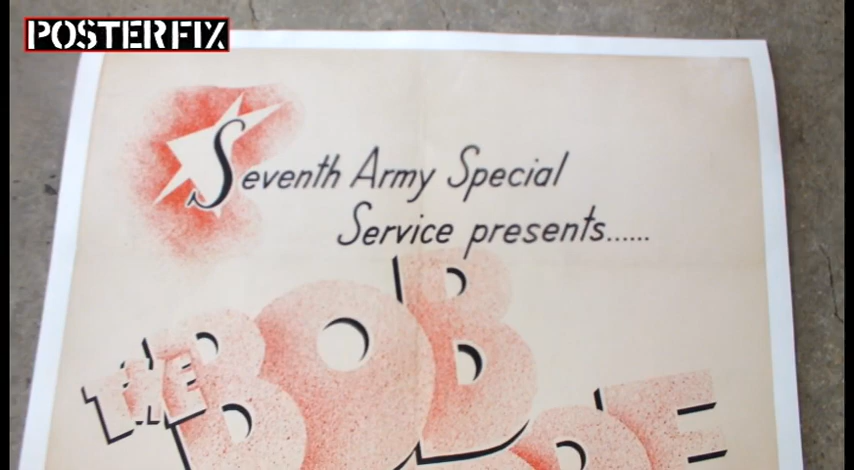 POSTERFIX
Seventh Army Special
Service presents......
THE BOB